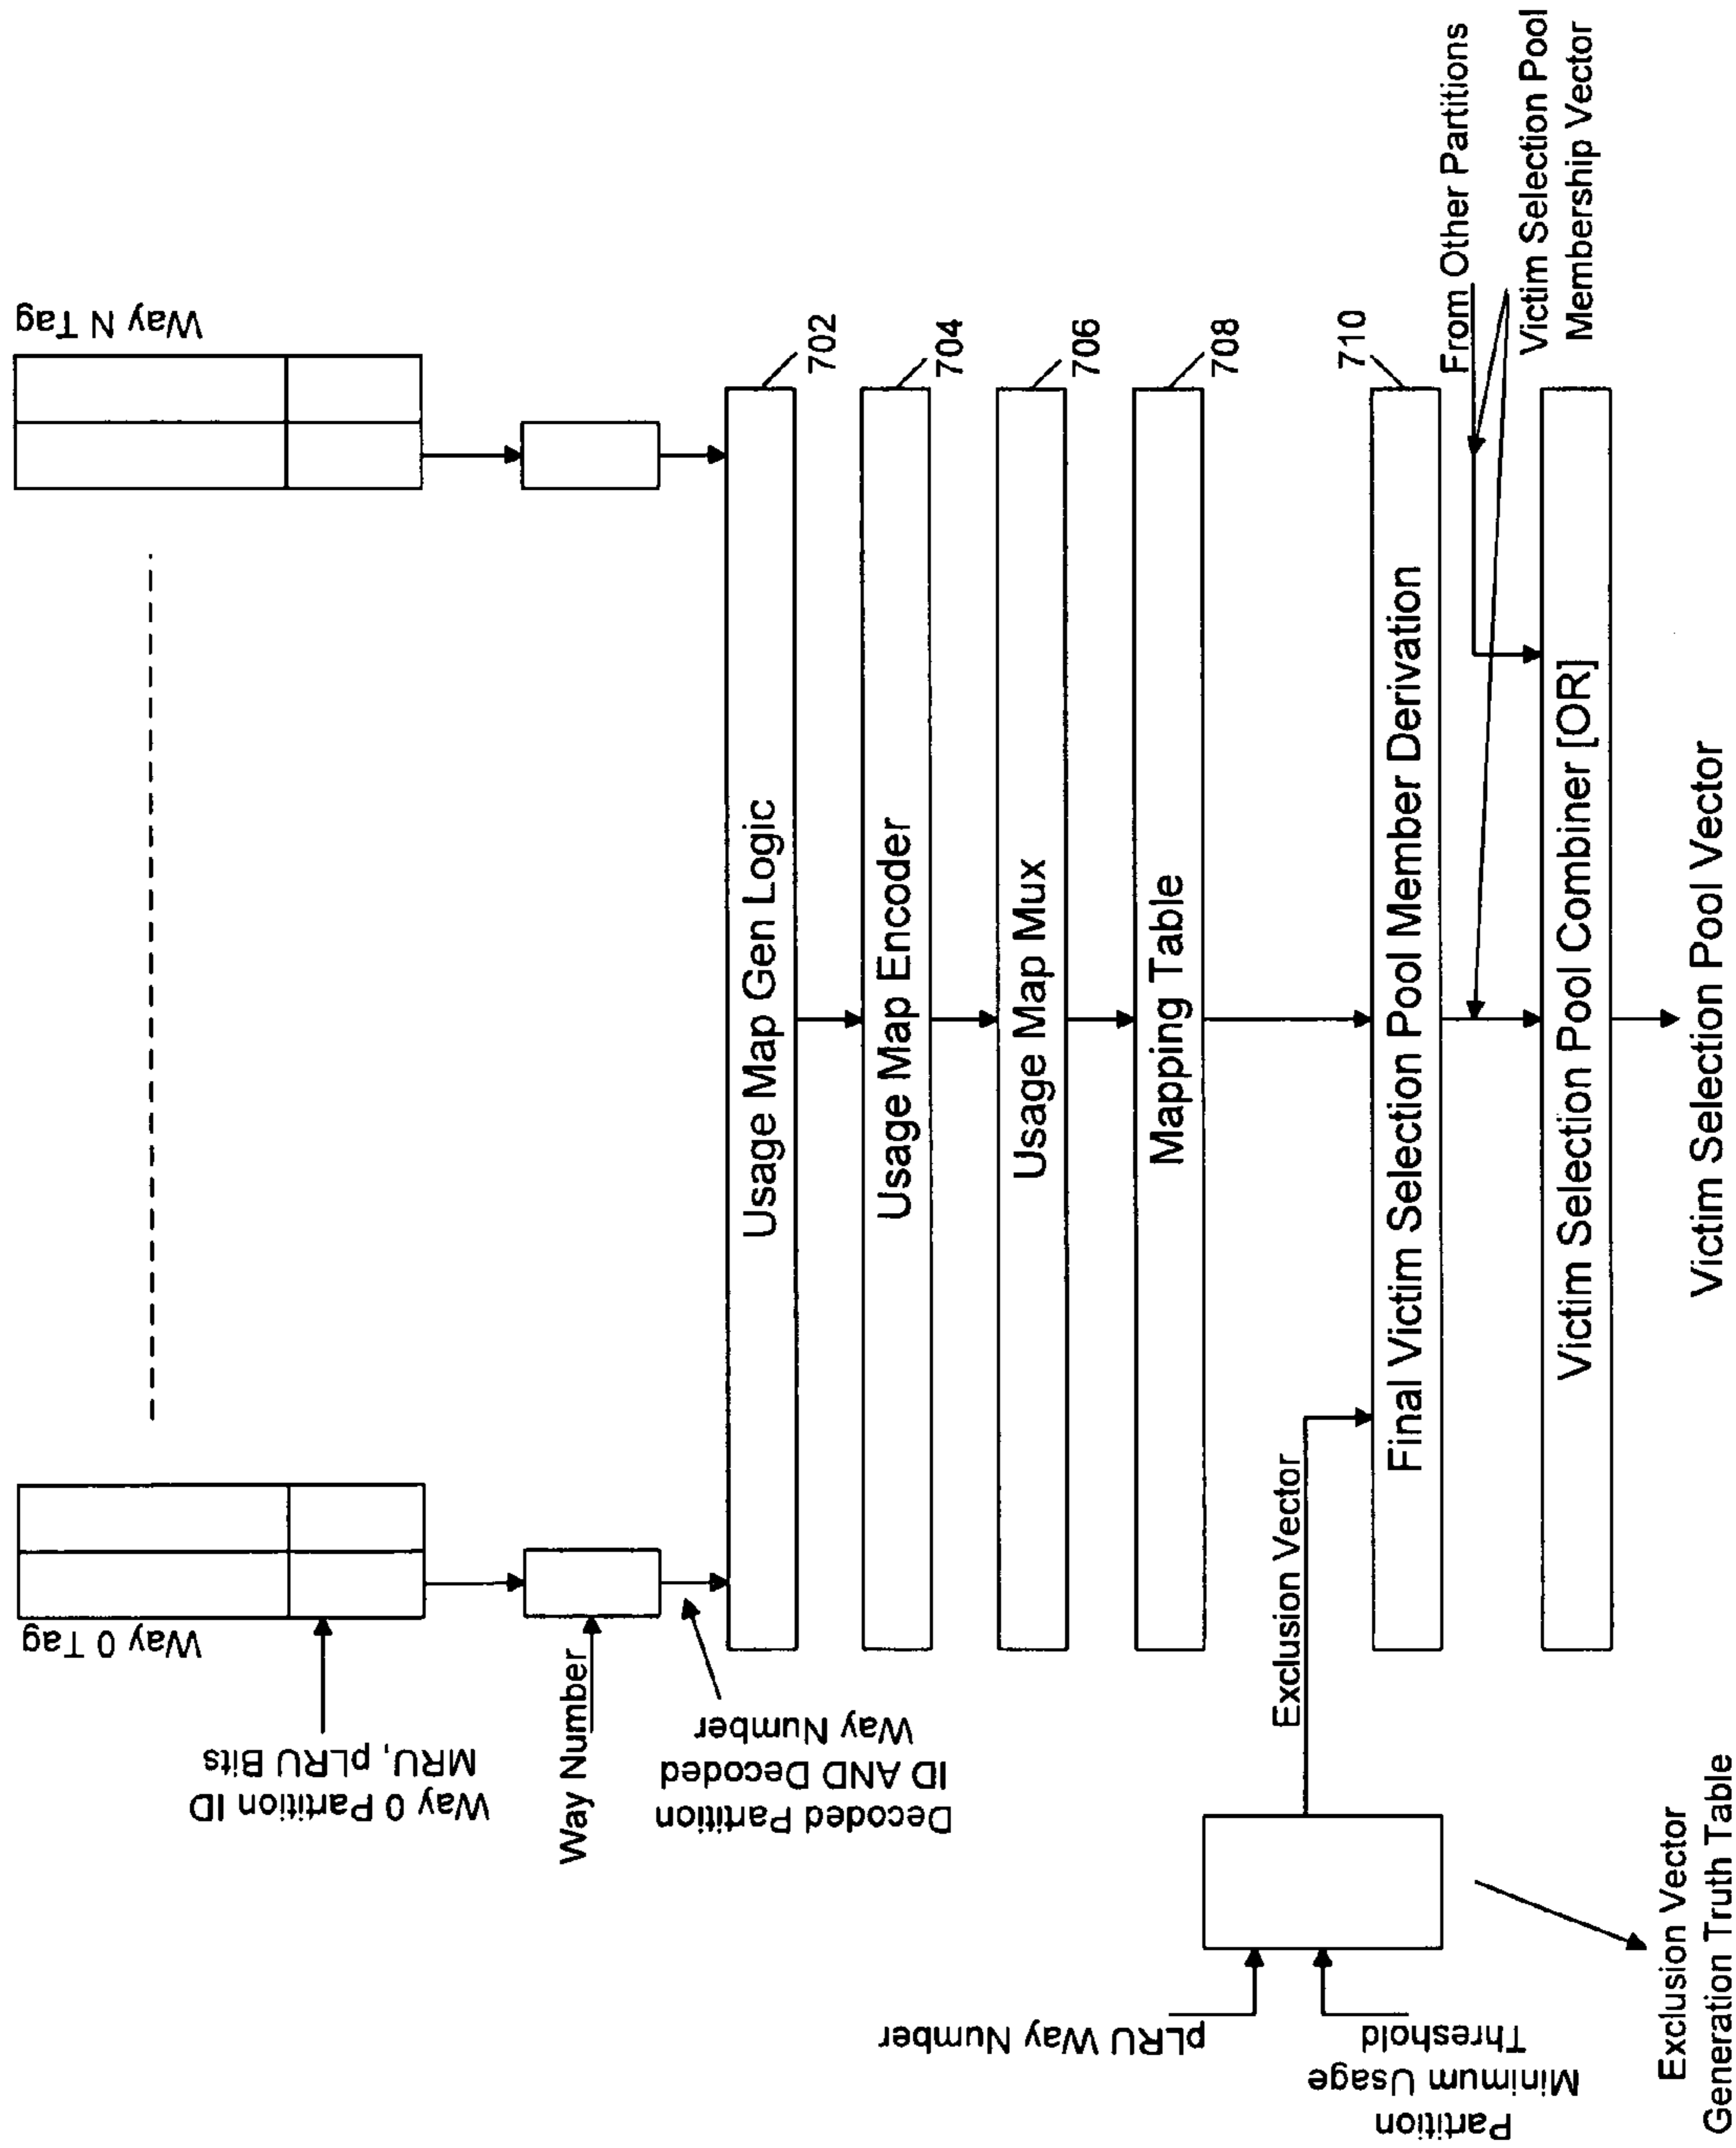 Way 0 Tag
Way N Tag
Way 0 Partition ID
MRU, pLRU Bits
Way Number
Decoded Partition
ID AND Decoded
Way Number
Usage Map Gen Logic
702
Usage Map Encoder
704
Usage Map Mux
706
Mapping Table
708
pLRU Way Number
Partition
Minimum Usage
Threshold
Exclusion Vector
Exclusion Vector
Generation Truth Table
Final Victim Selection Pool Member Derivation
710
From Other Partitions
Victim Selection Pool
Membership Vector
Victim Selection Pool Combiner [OR]
Victim Selection Pool Vector